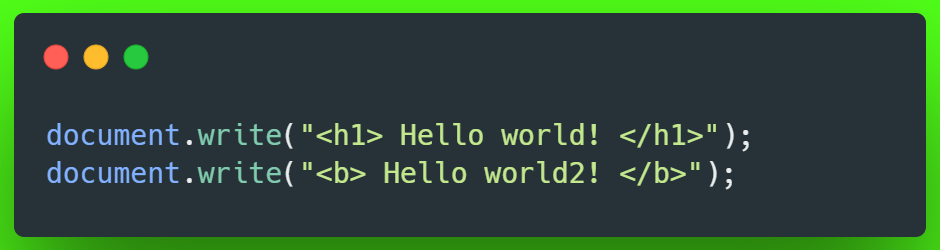 document.write("<h1> Hello world! </h1>");
document.write("<b> Hello world2! </b>");